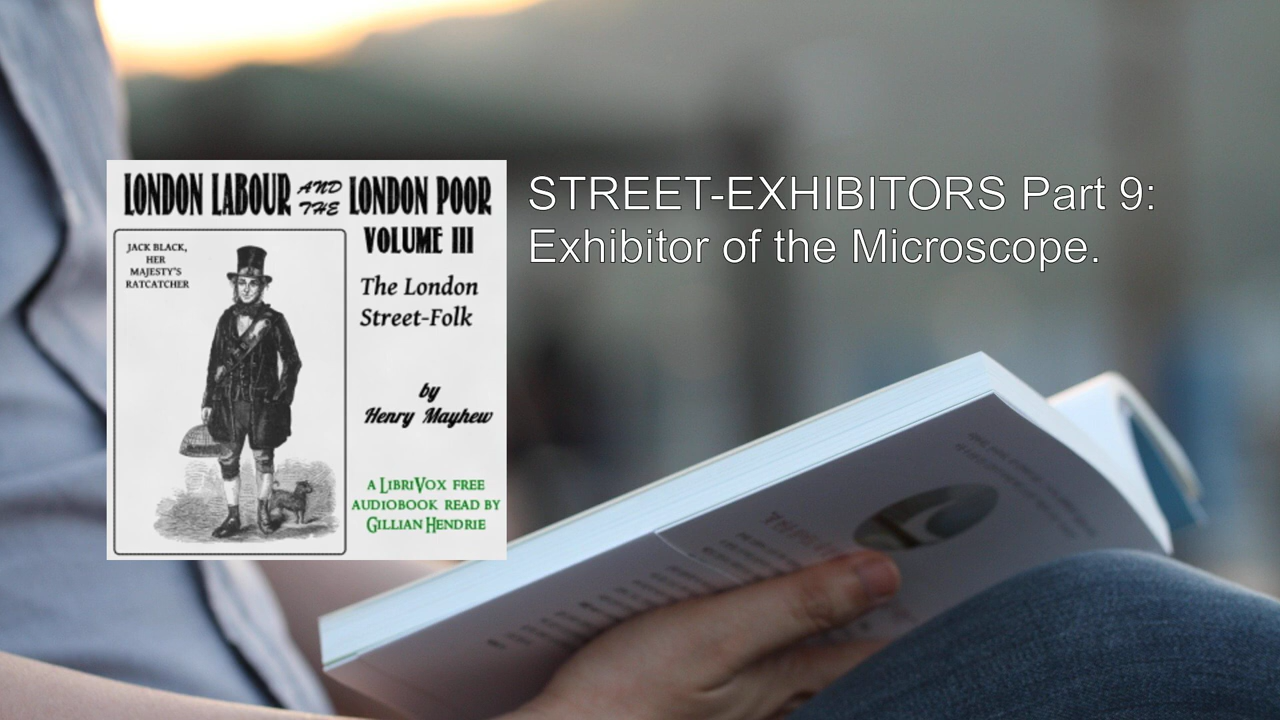 LONDON LABOUR AND THE LONDON POOR
VOLUME III
JACK BLACK,
HER
MAJESTY'S
RATCATCHER
The London
Street-Folk
by
Henry Mayhew
A LIBRIVOX FREE
AUDIOBOOK READ BY
GILLIAN HENDRIE
STREET-EXHIBITORS Part 9:
Exhibitor of the Microscope.